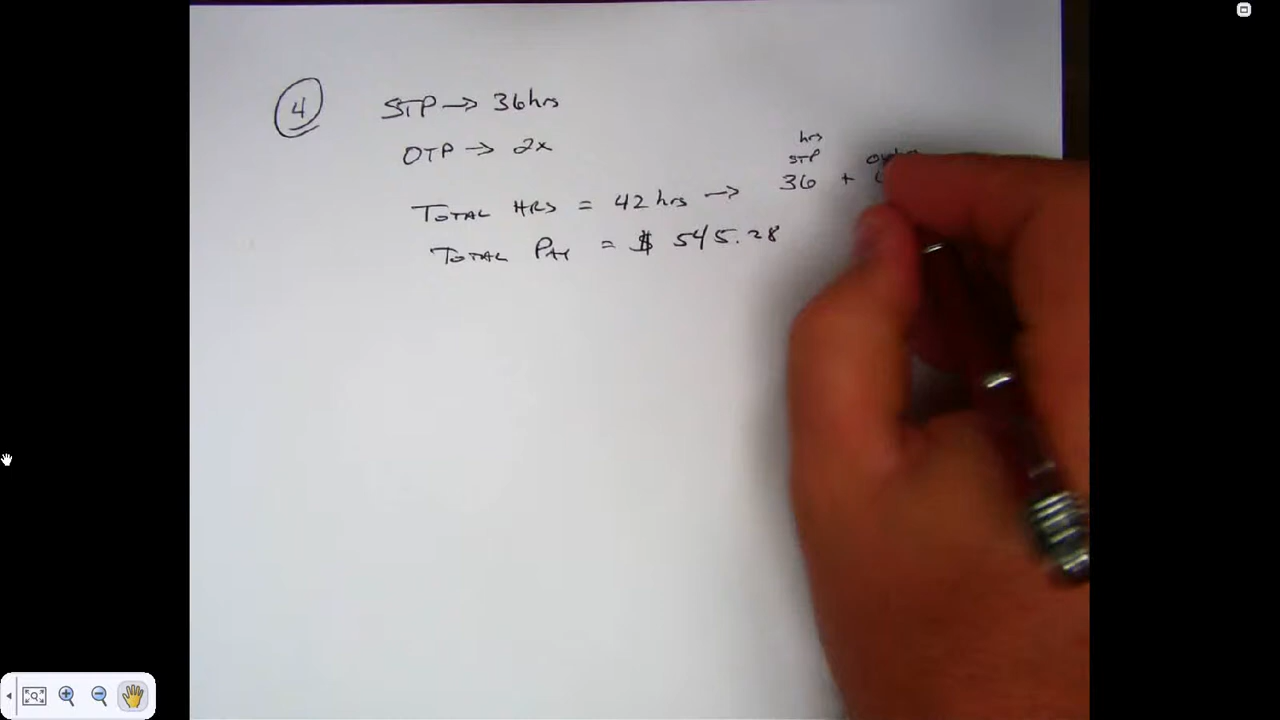 4 STP → 36hrs
OTP → 2x
hrs
STP
36 +
TOTAL HRS = 42 hrs →
TOTAL PAY = $ 545.28